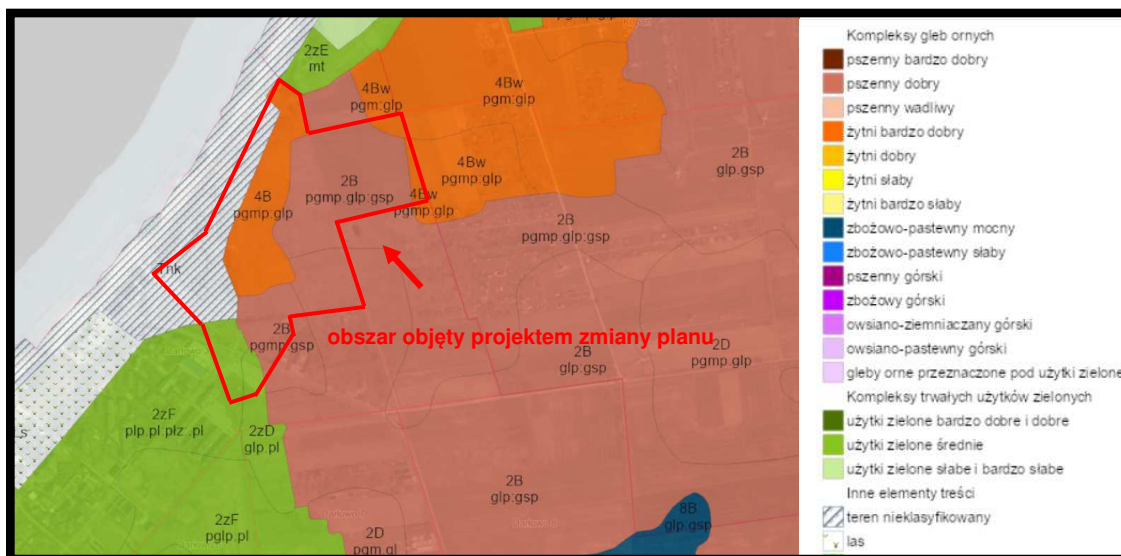 2zE
mt
pgmp:glp
4Bw
pgm:glp
4Bw
pgm:glp
2B
glp.gsp
4Bw
pgmp:glp
2B
pgmp.glp:gsp
4B
pgmp:glp
4Bw
pgmp:glp
2B
pgmp.glp:gsp
Tnk
obszar objęty projektem zmiany planu
2B
pgmp:gsp
2B
glp:gsp
2D
pgmp.glp
2zF
plp.pl:płz:.pl
2zD
glp.pl
Ls
2B
glp:gsp
8B
glp.gsp
2zF
pglp.pl
2D
pgm.gl
Kompleksy gleb ornych
pszenny bardzo dobry
pszenny dobry
pszenny wadliwy
żytni bardzo dobry
żytni dobry
żytni słaby
żytni bardzo słaby
zbożowo-pastewny mocny
zbożowo-pastewny słaby
pszenny górski
zbożowy górski
owsiano-ziemniaczany górski
owsiano-pastewny górski
gleby orne przeznaczone pod użytki zielone
Kompleksy trwałych użytków zielonych
użytki zielone bardzo dobre i dobre
użytki zielone średnie
użytki zielone słabe i bardzo słabe
Inne elementy treści
teren nieklasyfikowany
las